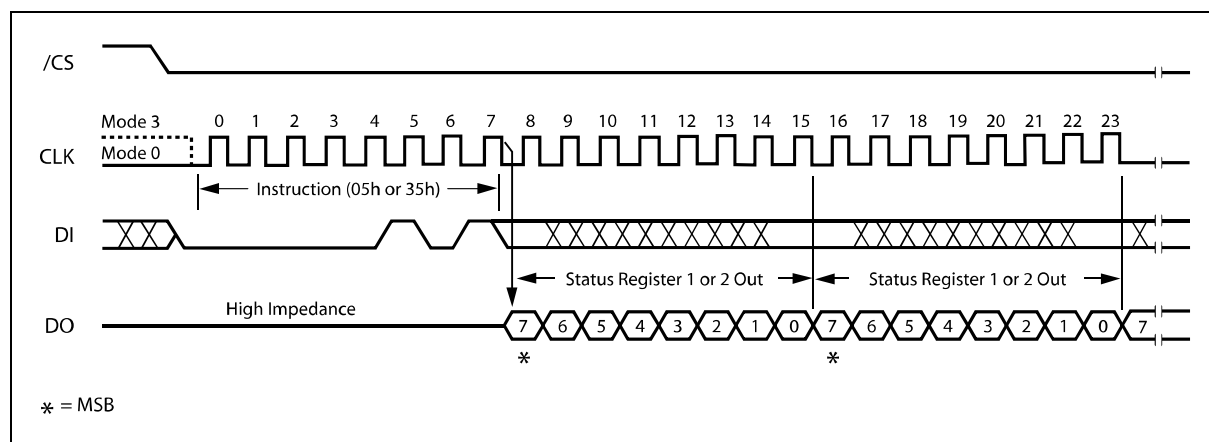 /CS
Mode 3
0 1 2 3 4 5 6 7 8 9 10 11 12 13 14 15 16 17 18 19 20 21 22 23
CLK
Mode 0
Instruction (05h or 35h)
DI
Status Register 1 or 2 Out
Status Register 1 or 2 Out
High Impedance
DO
7 6 5 4 3 2 1 0 7 6 5 4 3 2 1 0 7
* *
* = MSB